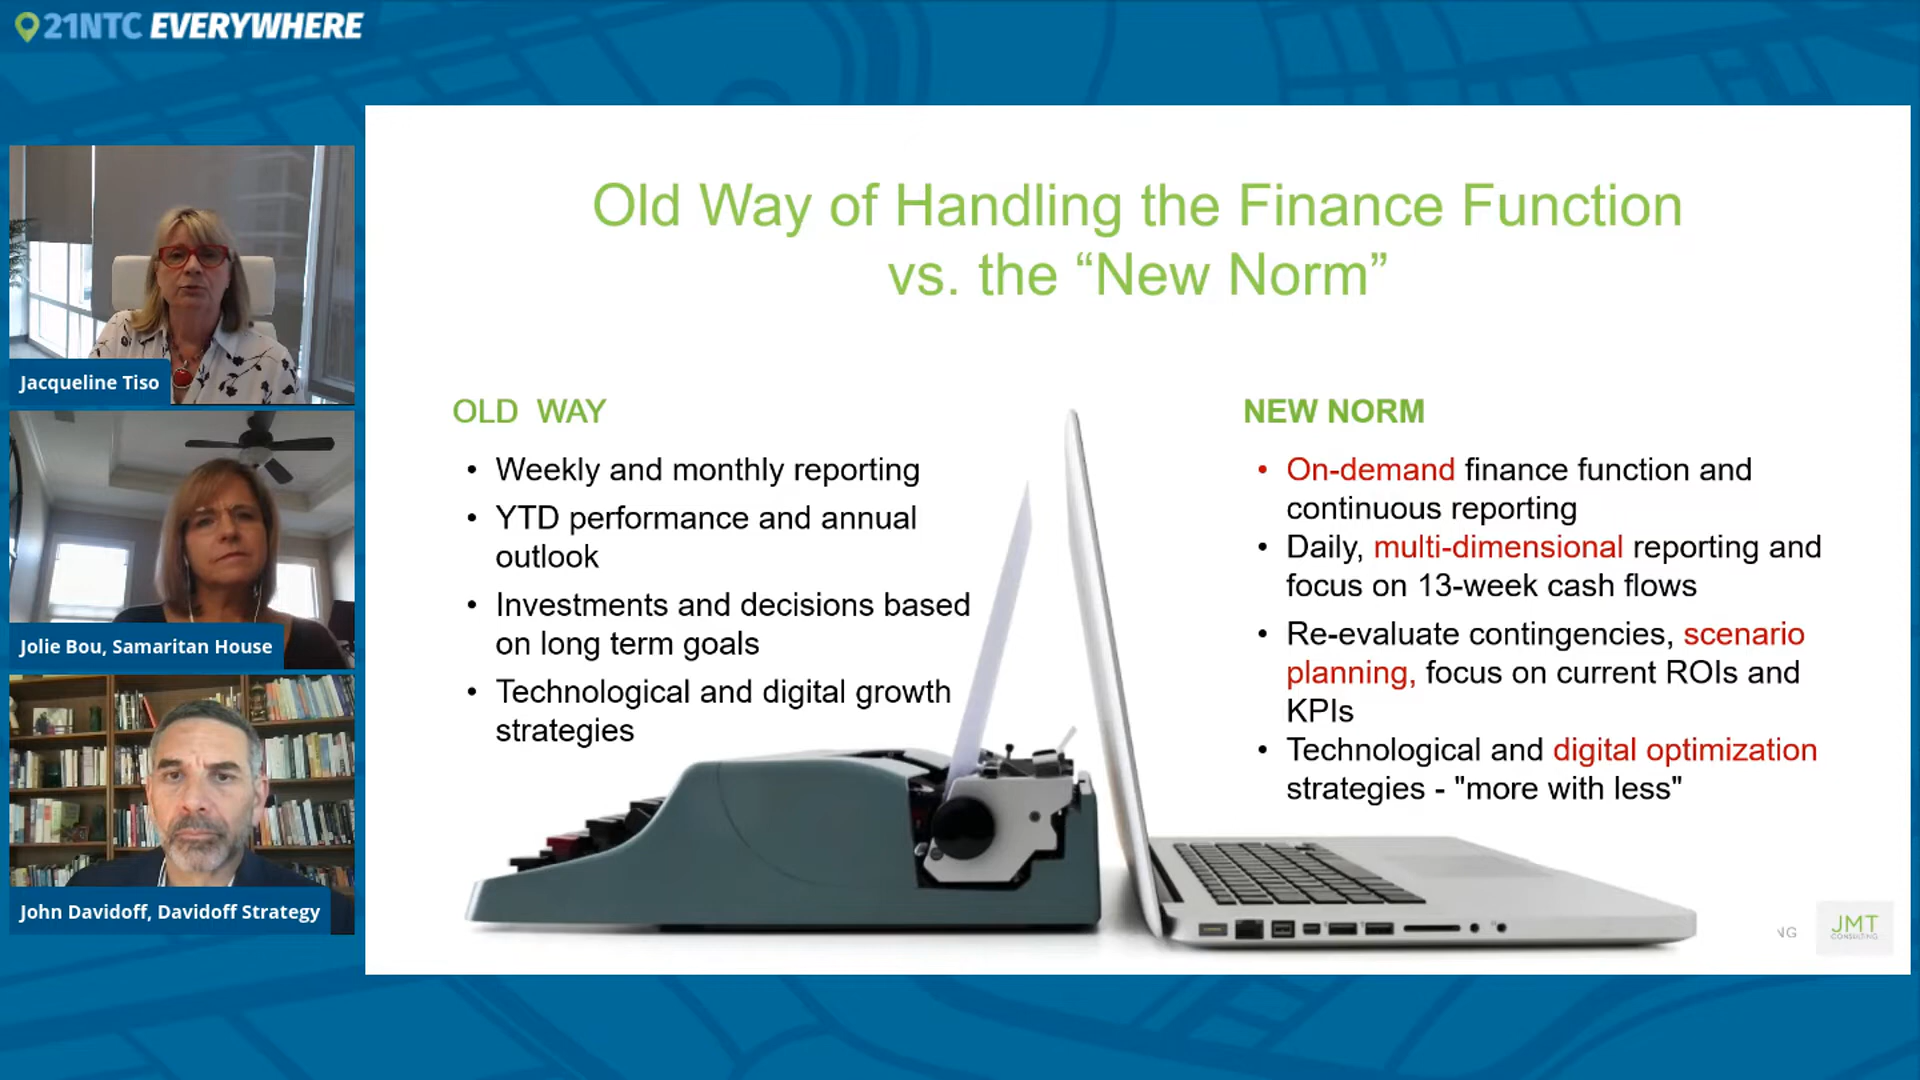 21NTC EVERYWHERE
Old Way of Handling the Finance Function
vs. the “New Norm”
OLD WAY
• Weekly and monthly reporting
• YTD performance and annual
outlook
• Investments and decisions based
on long term goals
• Technological and digital growth
strategies
NEW NORM
• On-demand finance function and
continuous reporting
• Daily, multi-dimensional reporting and
focus on 13-week cash flows
• Re-evaluate contingencies, scenario
planning, focus on current ROIs and
KPIs
• Technological and digital optimization
strategies - "more with less"
Jacqueline Tiso
Jolie Bou, Samaritan House
John Davidoff, Davidoff Strategy
NG
JMT
CONSULTING